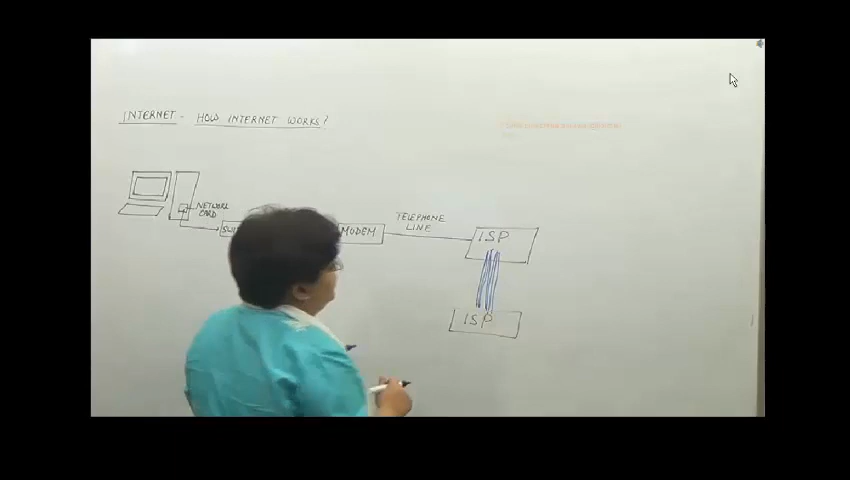 INTERNET - HOW INTERNET WORKS?
NETWORK
CARD
MODEM
TELEPHONE
LINE
ISP
ISP